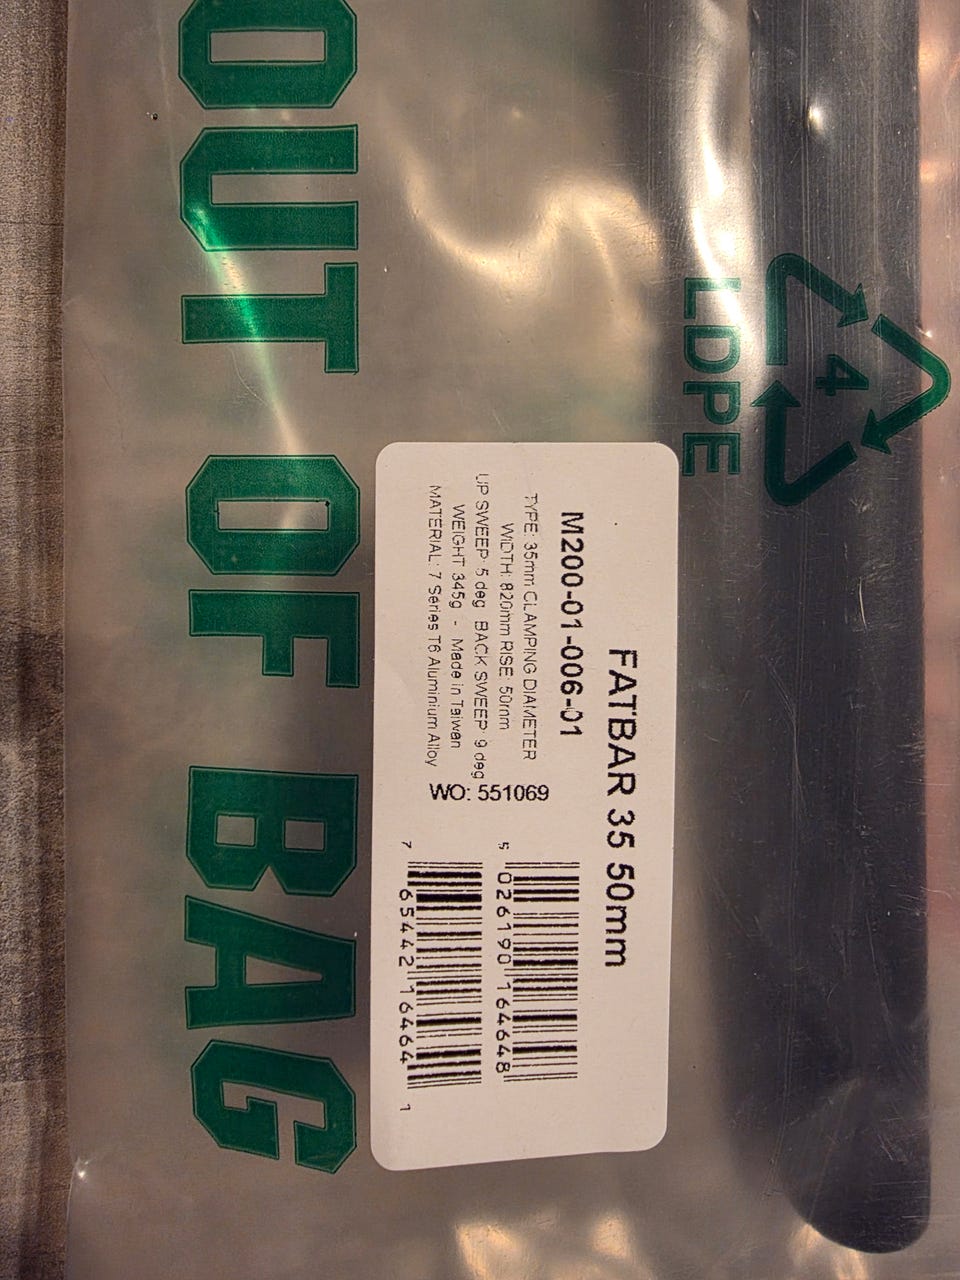 OUT OF BAG
LDPE
4
FATBAR 35 50mm
M200-01-006-01
TYPE: 35mm CLAMPING DIAMETER
WIDTH: 820mm RISE: 50mm
UP SWEEP: 5 deg BACK SWEEP: 9 deg
WEIGHT 345g - Made in Taiwan
MATERIAL: 7 Series T6 Aluminium Alloy
WO: 551069
5 026190 164648
7 65442 16464 1